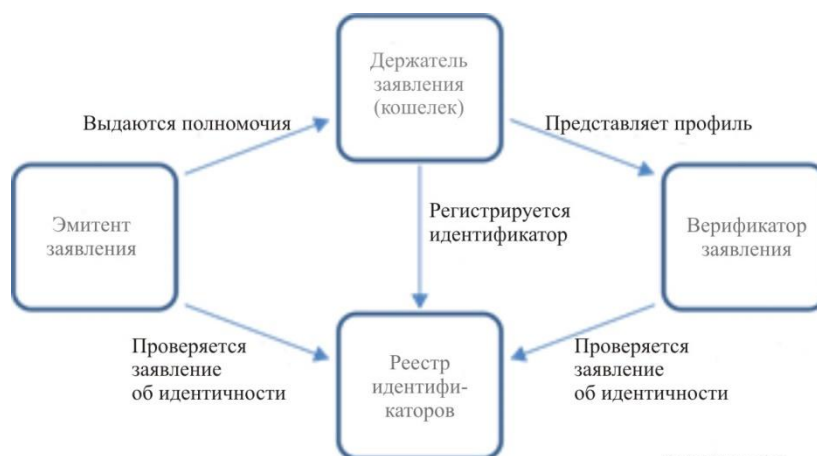 Держатель
заявления
(кошелек)
Выдаются полномочия
Представляет профиль
Эмитент
заявления
Регистрируется
идентификатор
Верификатор
заявления
Проверяется
заявление
об идентичности
Реестр
идентифи-
каторов
Проверяется
заявление
об идентичности